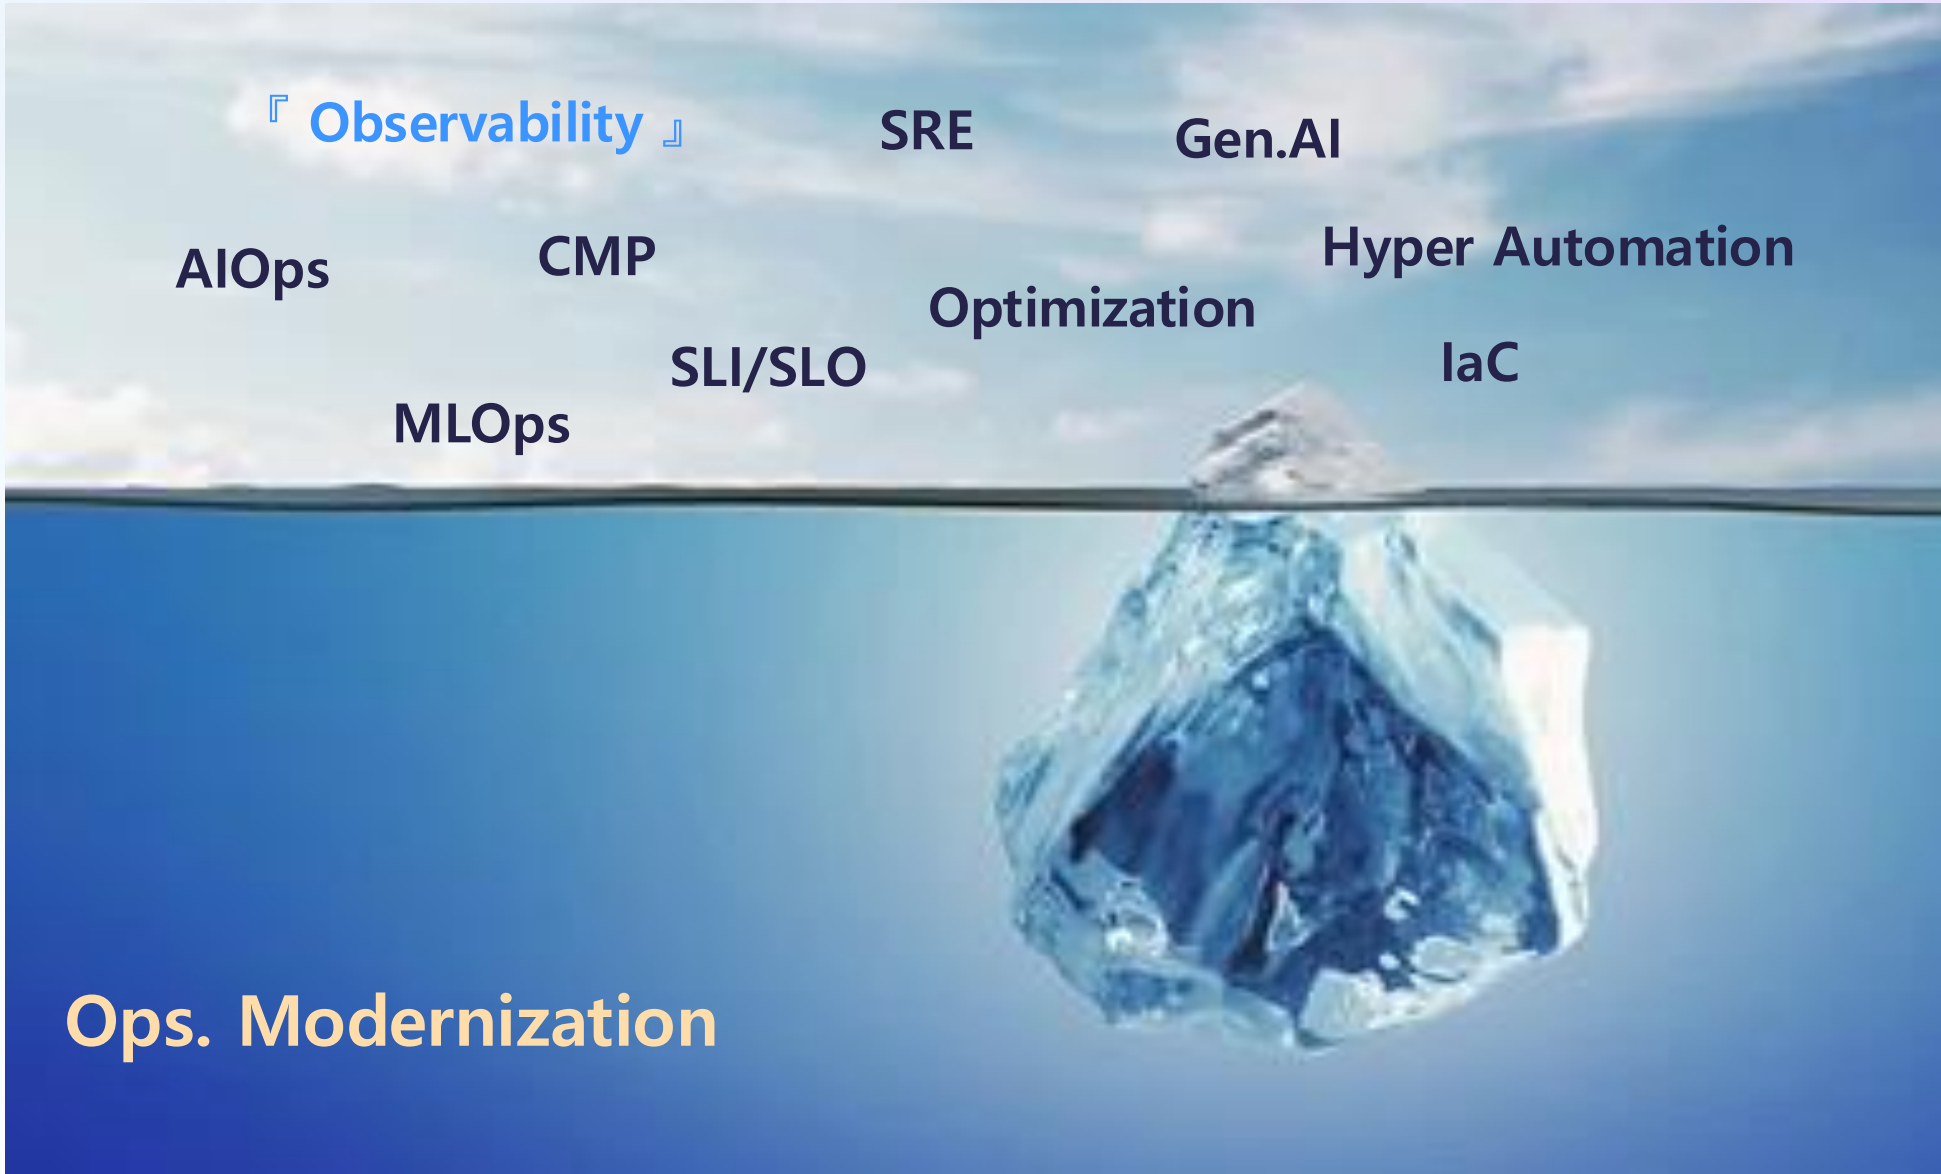 『 Observability 』
SRE
Gen.AI
AIOps
CMP
Hyper Automation
Optimization
SLI/SLO
IaC
MLOps
Ops. Modernization